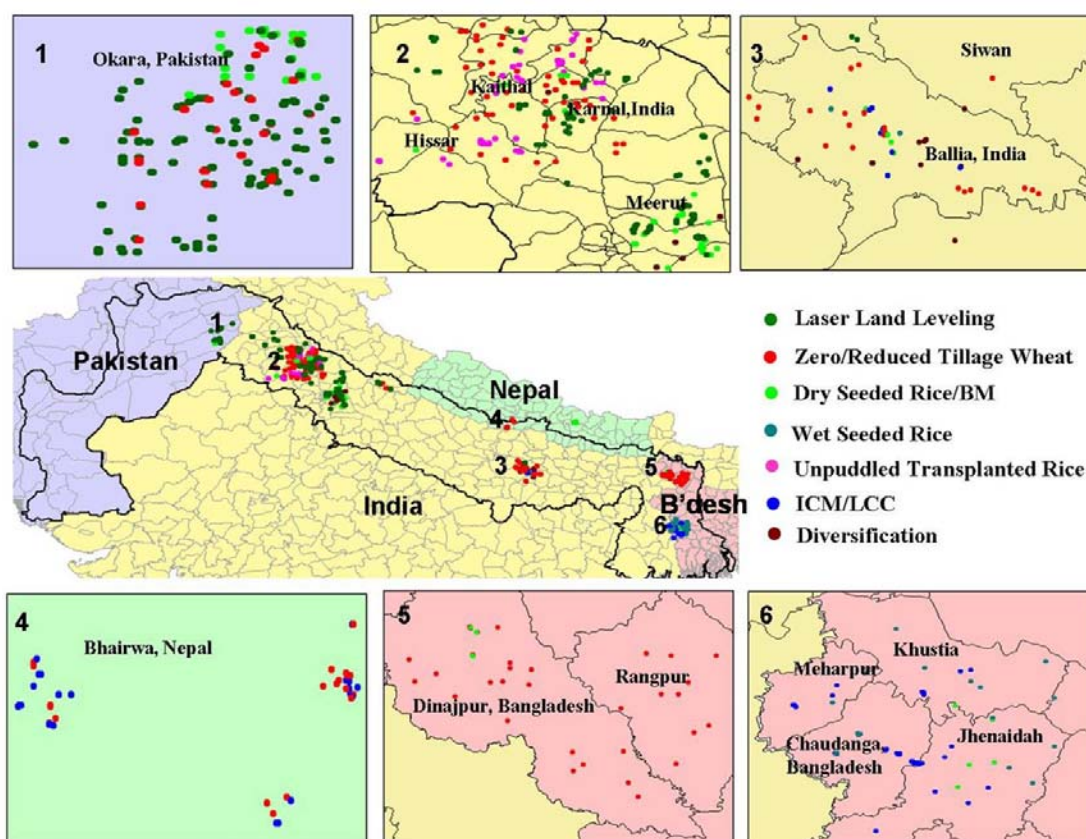 1
Okara, Pakistan
2
Kaithal
Karnal,India
Hissar
Meerut
3
Siwan
Ballia, India
1
Pakistan
2
Nepal
4
3
5
India
B'desh
6
Laser Land Leveling
Zero/Reduced Tillage Wheat
Dry Seeded Rice/BM
Wet Seeded Rice
Unpuddled Transplanted Rice
ICM/LCC
Diversification
4
Bhairwa, Nepal
5
Rangpur
Dinajpur, Bangladesh
6
Khustia
Meharpur
Jhenaidah
Chaudanga,
Bangladesh